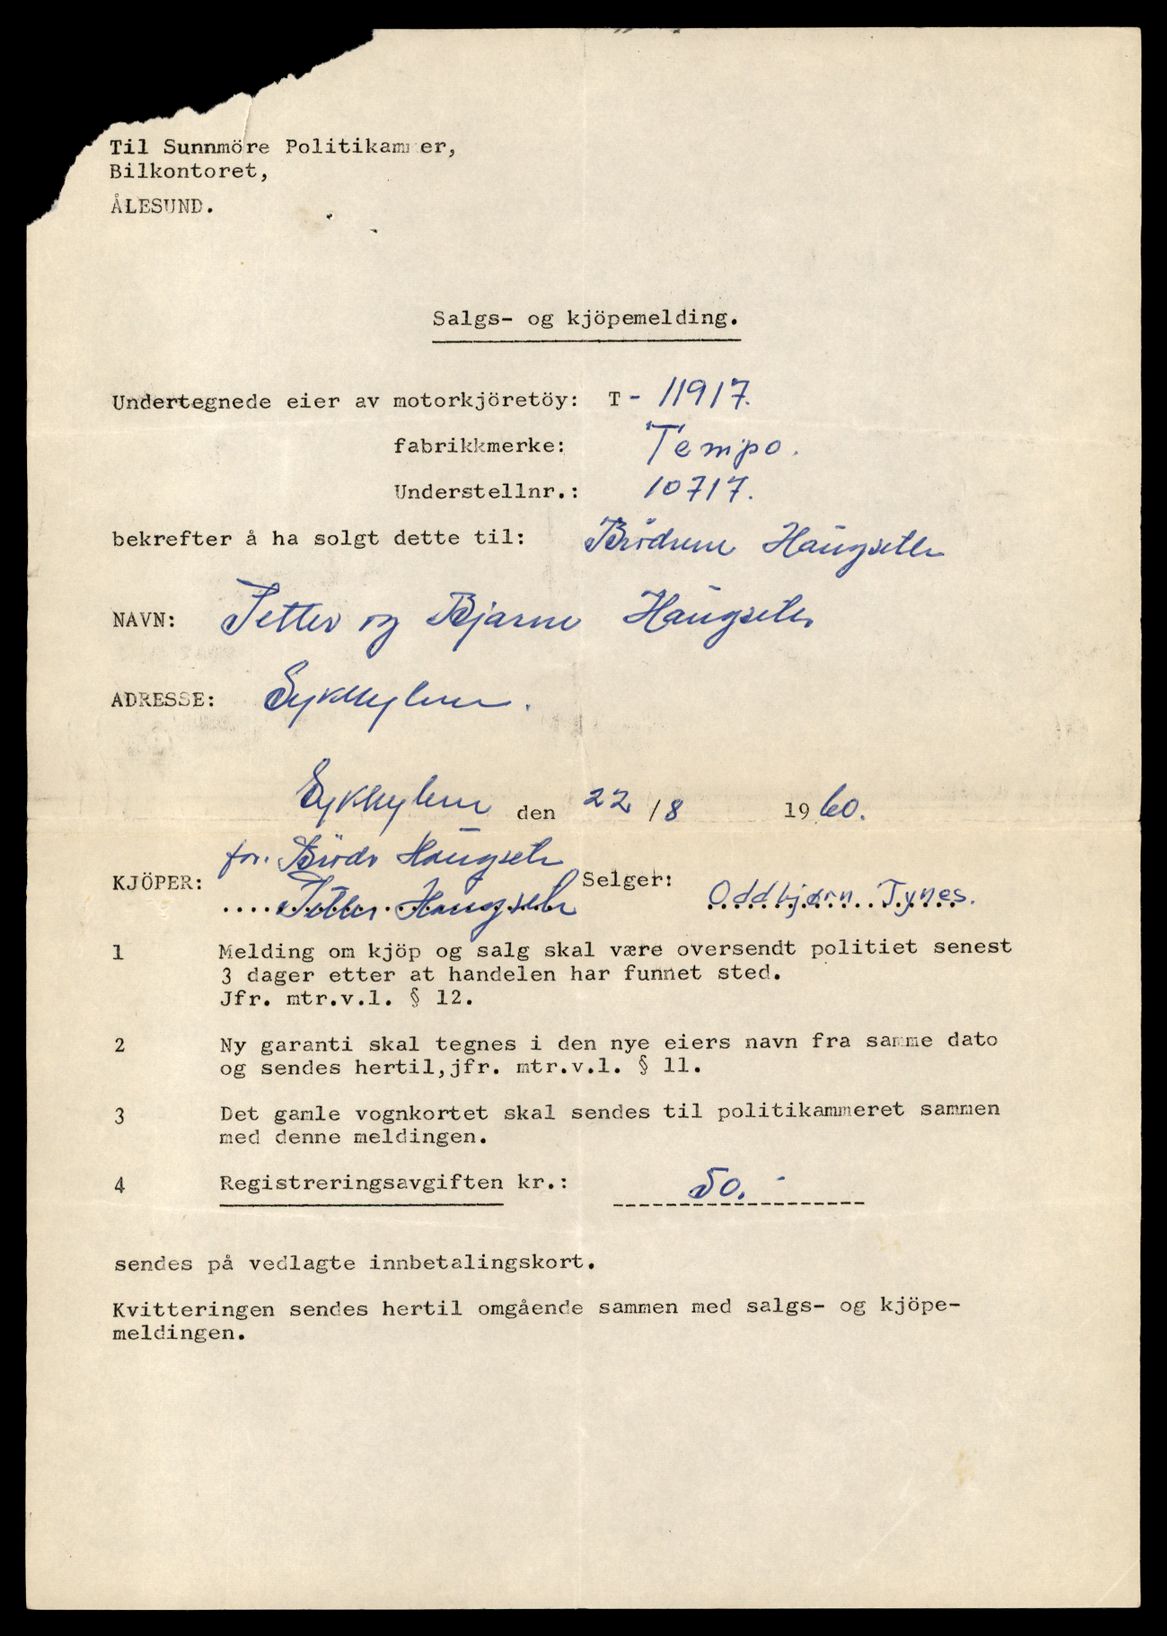 Til Sunnmöre Politikammer,
Bilkontoret,
ÅLESUND.
Salgs- og kjöpemelding.
Undertegnede eier av motorkjöretöy: T - 11917.
fabrikkmerke: Tempo.
Understellnr.: 10717.
bekrefter å ha solgt dette til: Brödrene Haugseth
NAVN: Petter og Bjarne Haugseth
ADRESSE: Sykkylven.
Sykkylven den 22/8 1960.
for. Brödr Haugseth
KJÖPER: Petter Haugseth Selger: Oddbjørn Tynes.
1 Melding om kjöp og salg skal være oversendt politiet senest
3 dager etter at handelen har funnet sted.
Jfr. mtr.v.l. § 12.
2 Ny garanti skal tegnes i den nye eiers navn fra samme dato
og sendes hertil,jfr. mtr.v.l. § 11.
3 Det gamle vognkortet skal sendes til politikammeret sammen
med denne meldingen.
4 Registreringsavgiften kr.: 50.-
sendes på vedlagte innbetalingskort.
Kvitteringen sendes hertil omgående sammen med salgs- og kjöpe-
meldingen.